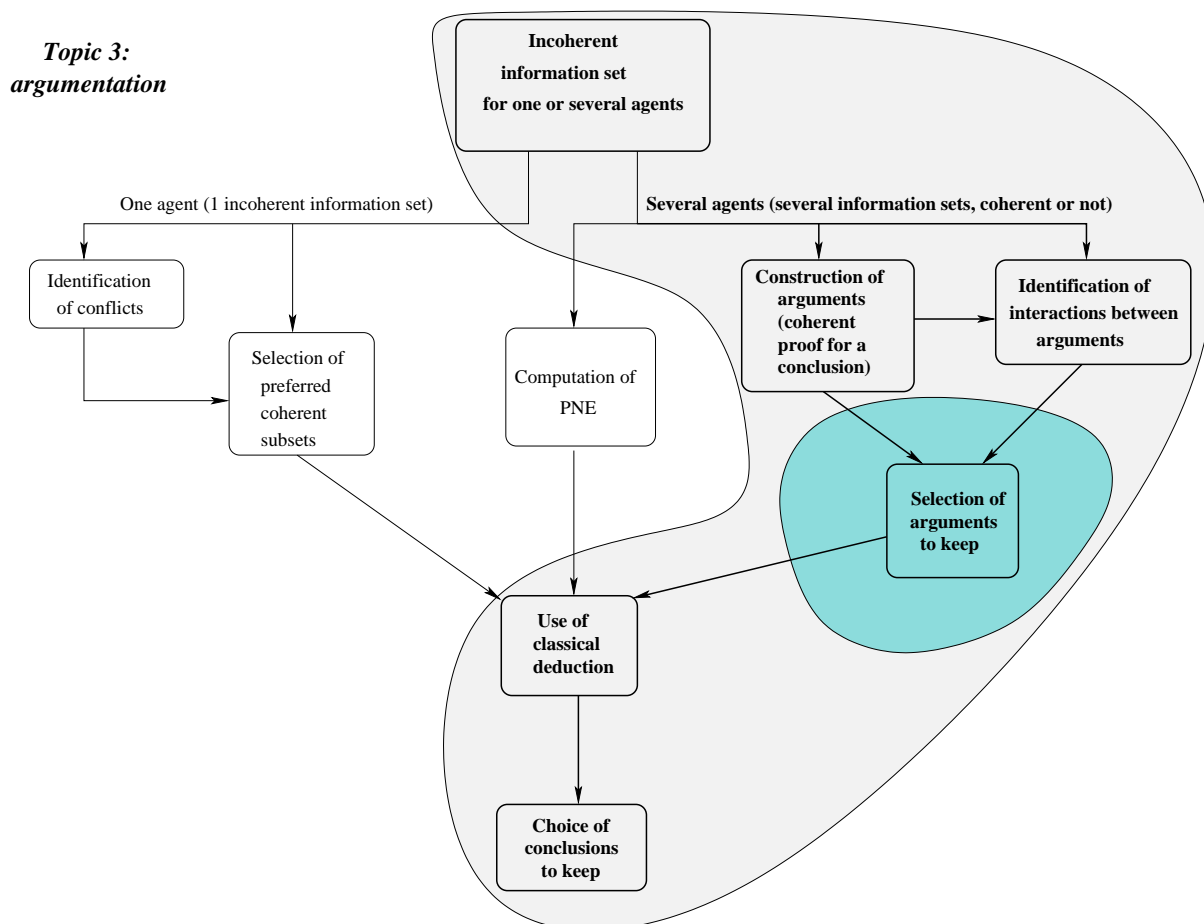 Topic 3:
argumentation
Incoherent
information set
for one or several agents
One agent (1 incoherent information set)
Several agents (several information sets, coherent or not)
Identification
of conflicts
Selection of
preferred
coherent
subsets
Computation of
PNE
Construction of
arguments
(coherent
proof for a
conclusion)
Identification of
interactions between
arguments
Selection of
arguments
to keep
Use of
classical
deduction
Choice of
conclusions
to keep